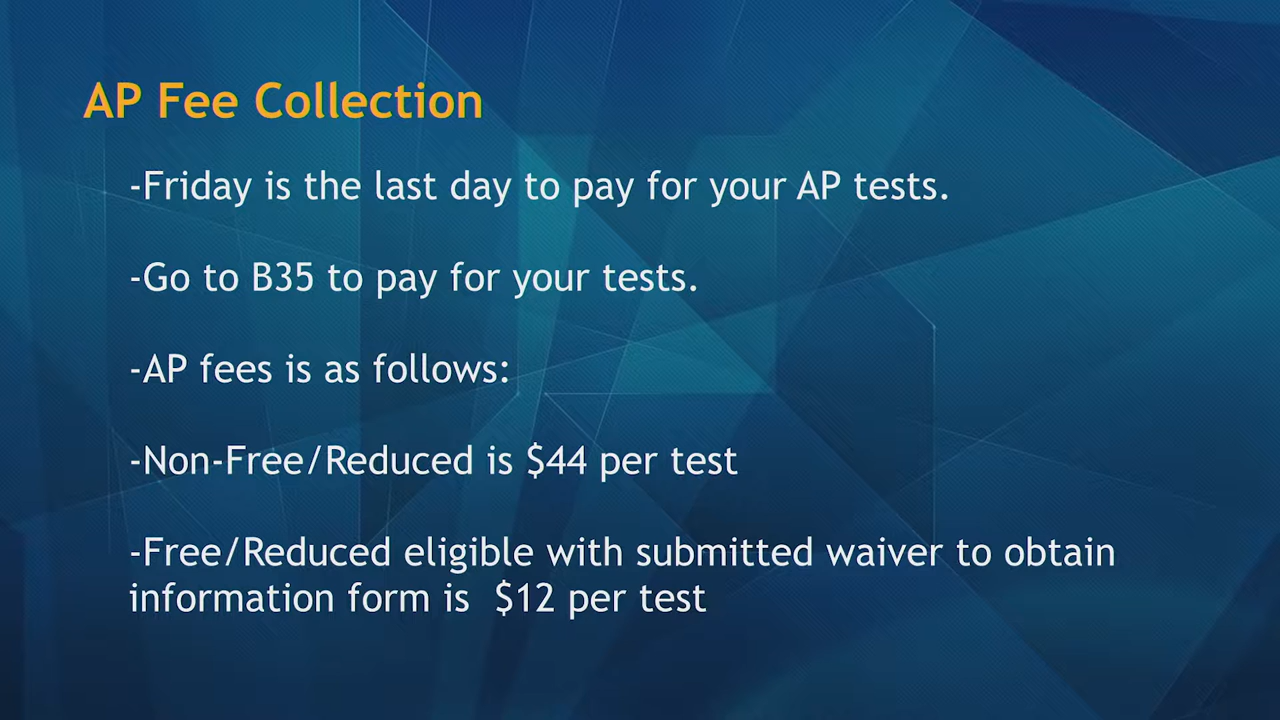 AP Fee Collection
-Friday is the last day to pay for your AP tests.
-Go to B35 to pay for your tests.
-AP fees is as follows:
-Non-Free/Reduced is $44 per test
-Free/Reduced eligible with submitted waiver to obtain
information form is  $12 per test